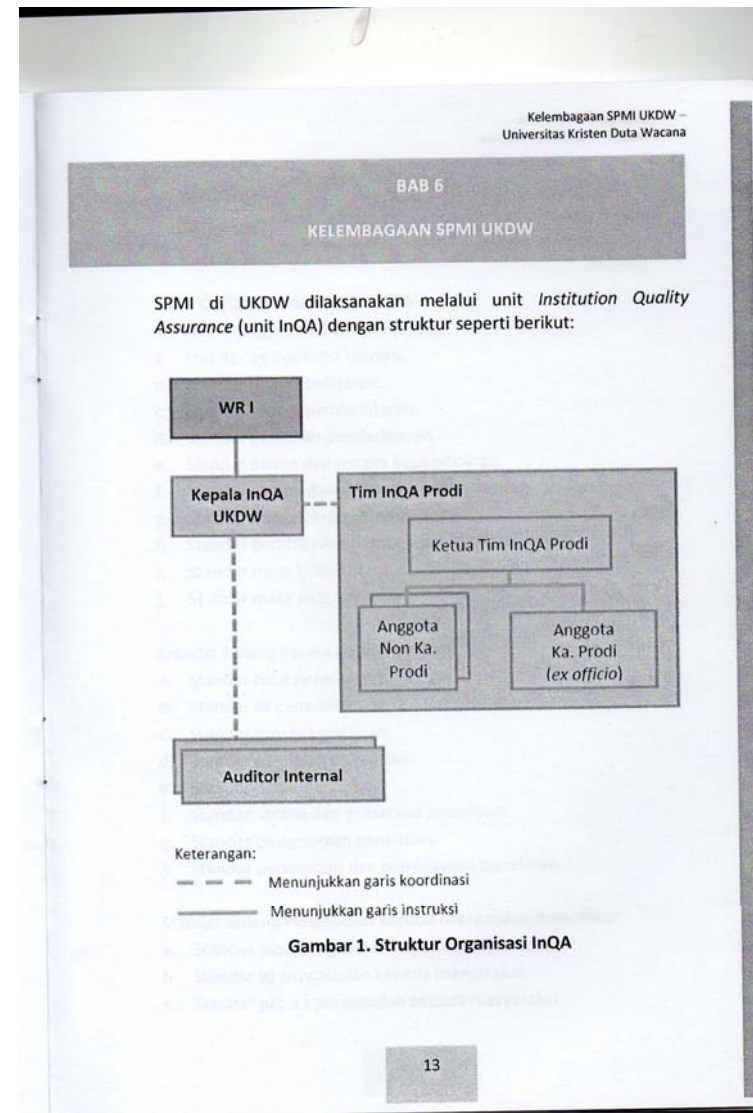 Kelembagaan SPMI UKDW –
Universitas Kristen Duta Wacana
BAB 6
KELEMBAGAAN SPMI UKDW
SPMI di UKDW dilaksanakan melalui unit Institution Quality
Assurance (unit InQA) dengan struktur seperti berikut:
WR I
Kepala InQA
UKDW
Tim InQA Prodi
Ketua Tim InQA Prodi
Anggota
Non Ka.
Prodi
Anggota
Ka. Prodi
(ex officio)
Auditor Internal
Keterangan:
Menunjukkan garis koordinasi
Menunjukkan garis instruksi
Gambar 1. Struktur Organisasi InQA
13